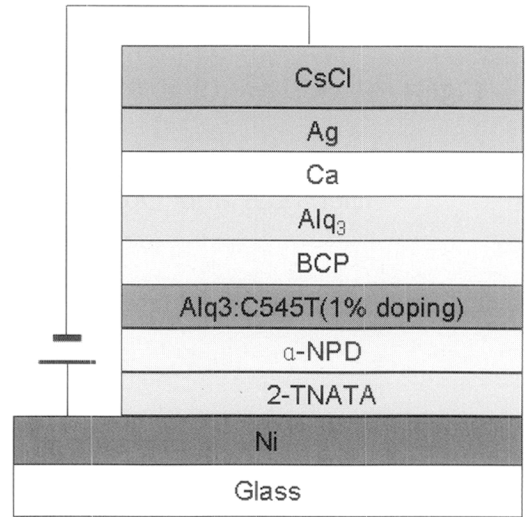 CsCl
Ag
Ca
Alq₃
BCP
Alq3:C545T(1% doping)
α-NPD
2-TNATA
Ni
Glass